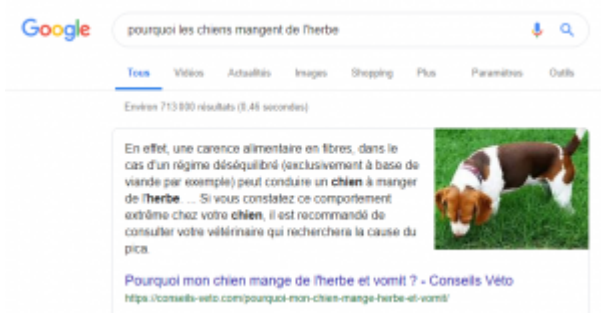 Google
pourquoi les chiens mangent de l'herbe
Tous Vidéos Actualités Images Shopping Plus Paramètres Outils
Environ 713 000 résultats (0,46 secondes)
En effet, une carence alimentaire en fibres, dans le
cas d'un régime déséquilibré (exclusivement à base de
viande par exemple) peut conduire un chien à manger
de l'herbe. ... Si vous constatez ce comportement
extrême chez votre chien, il est recommandé de
consulter votre vétérinaire qui recherchera la cause du
pica.
Pourquoi mon chien mange de l'herbe et vomit ? - Conseils Véto
https://conseils-veto.com/pourquoi-mon-chien-mange-herbe-et-vomit/